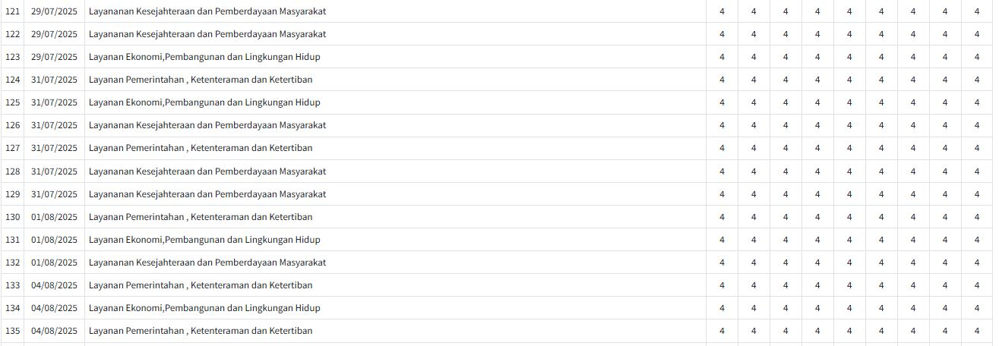 121 29/07/2025 Layananan Kesejahteraan dan Pemberdayaan Masyarakat 4 4 4 4 4 4 4 4 4
122 29/07/2025 Layananan Kesejahteraan dan Pemberdayaan Masyarakat 4 4 4 4 4 4 4 4 4
123 29/07/2025 Layanan Ekonomi,Pembangunan dan Lingkungan Hidup 4 4 4 4 4 4 4 4 4
124 31/07/2025 Layanan Pemerintahan , Ketenteraman dan Ketertiban 4 4 4 4 4 4 4 4 4
125 31/07/2025 Layanan Ekonomi,Pembangunan dan Lingkungan Hidup 4 4 4 4 4 4 4 4 4
126 31/07/2025 Layananan Kesejahteraan dan Pemberdayaan Masyarakat 4 4 4 4 4 4 4 4 4
127 31/07/2025 Layanan Pemerintahan , Ketenteraman dan Ketertiban 4 4 4 4 4 4 4 4 4
128 31/07/2025 Layananan Kesejahteraan dan Pemberdayaan Masyarakat 4 4 4 4 4 4 4 4 4
129 31/07/2025 Layananan Kesejahteraan dan Pemberdayaan Masyarakat 4 4 4 4 4 4 4 4 4
130 01/08/2025 Layanan Pemerintahan , Ketenteraman dan Ketertiban 4 4 4 4 4 4 4 4 4
131 01/08/2025 Layanan Ekonomi,Pembangunan dan Lingkungan Hidup 4 4 4 4 4 4 4 4 4
132 01/08/2025 Layananan Kesejahteraan dan Pemberdayaan Masyarakat 4 4 4 4 4 4 4 4 4
133 04/08/2025 Layanan Pemerintahan , Ketenteraman dan Ketertiban 4 4 4 4 4 4 4 4 4
134 04/08/2025 Layanan Ekonomi,Pembangunan dan Lingkungan Hidup 4 4 4 4 4 4 4 4 4
135 04/08/2025 Layanan Pemerintahan , Ketenteraman dan Ketertiban 4 4 4 4 4 4 4 4 4